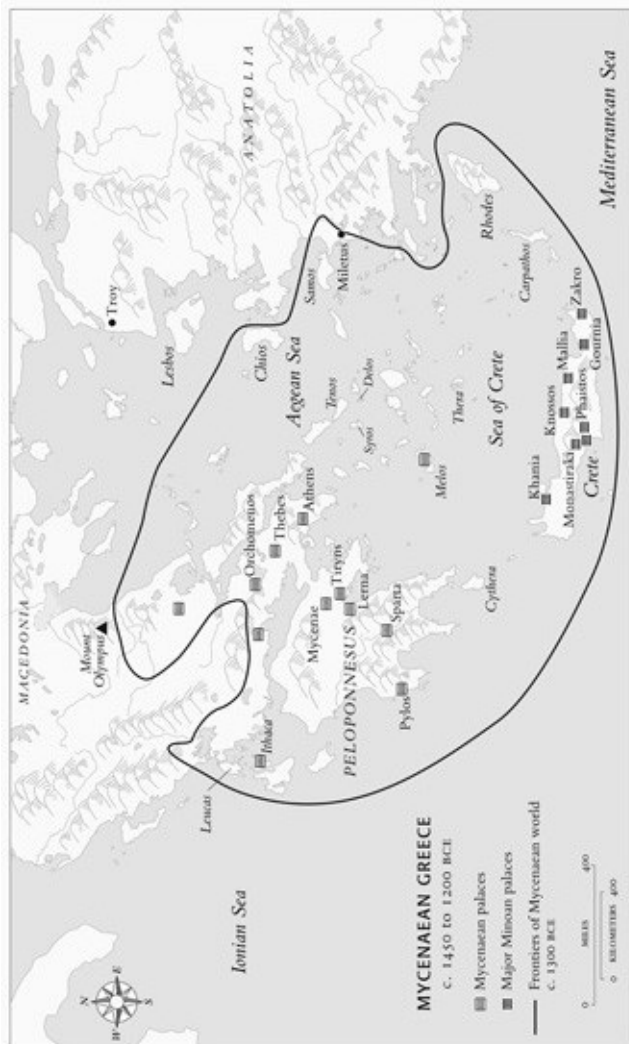 MACEDONIA
Mount
Olympus
Troy
ANATOLIA
Lesbos
Chios
Aegean Sea
Samos
Miletus
Ionian Sea
Leucas
Ithaca
Orchomenos
Thebes
Athens
Tenos
Delos
Syros
Mycenae
Tiryns
Lerna
PELOPONNESUS
Sparta
Pylos
Melos
Thera
Cythera
Sea of Crete
Rhodes
Carpathos
Khania
Knossos
Mallia
Zakro
Monastiraki
Phaistos
Gournia
Crete
Mediterranean Sea
MYCENAEAN GREECE
c. 1450 to 1200 BCE
Mycenaean palaces
Major Minoan palaces
Frontiers of Mycenaean world
c. 1300 BCE
0 MILES 400
0 KILOMETERS 400
N
E
S
W